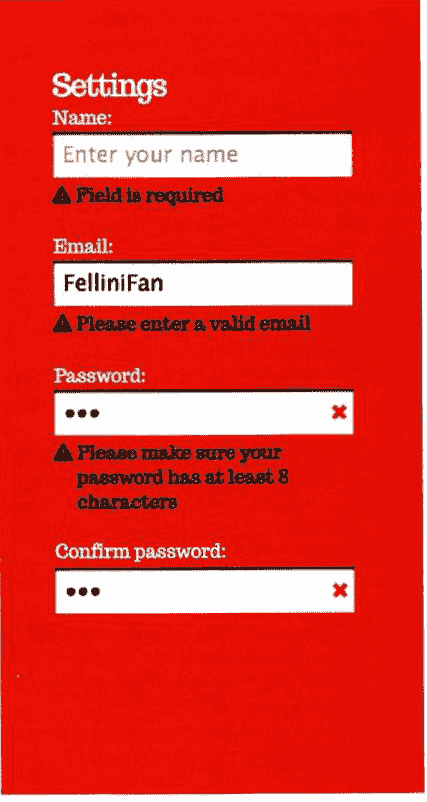 Settings
Name:
Enter your name
Field is required
Email:
FelliniFan
Please enter a valid email
Password:
•••
Please make sure your
password has at least 8
characters
Confirm password:
•••